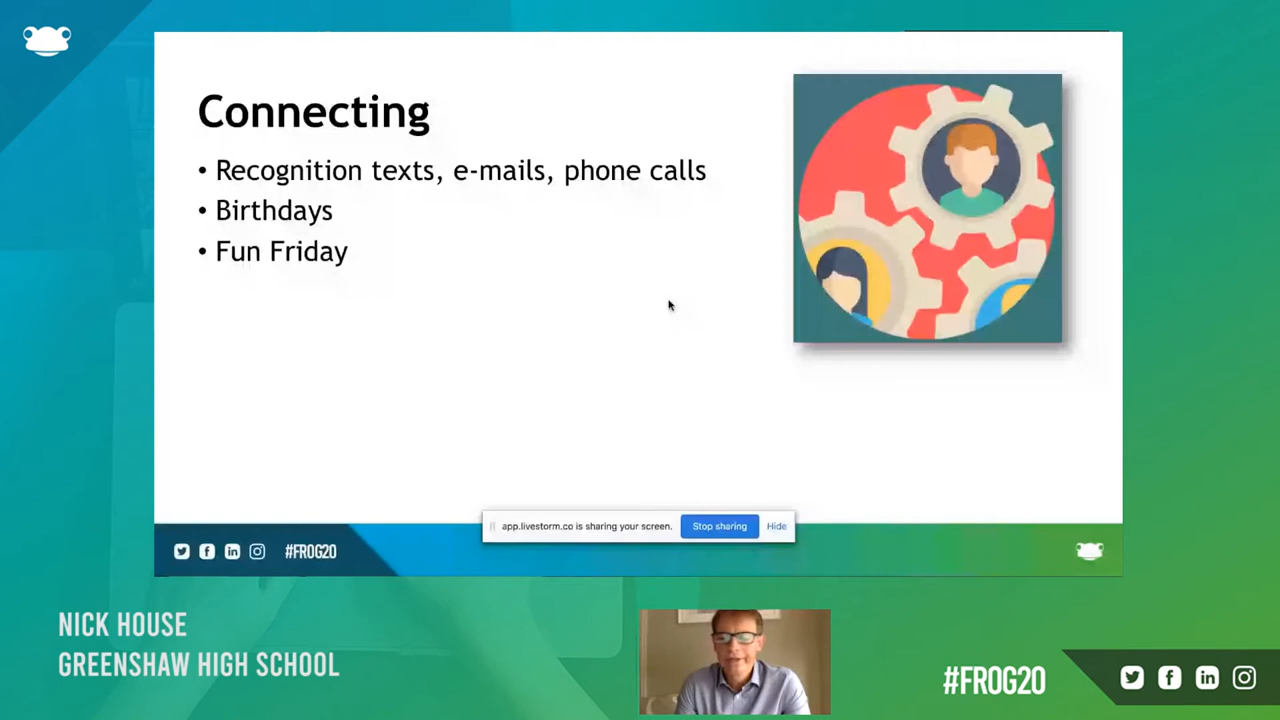 Connecting
• Recognition texts, e-mails, phone calls
• Birthdays
• Fun Friday
app.livestorm.co is sharing your screen. Stop sharing Hide
#FROG20
NICK HOUSE
GREENSHAW HIGH SCHOOL
#FROG20